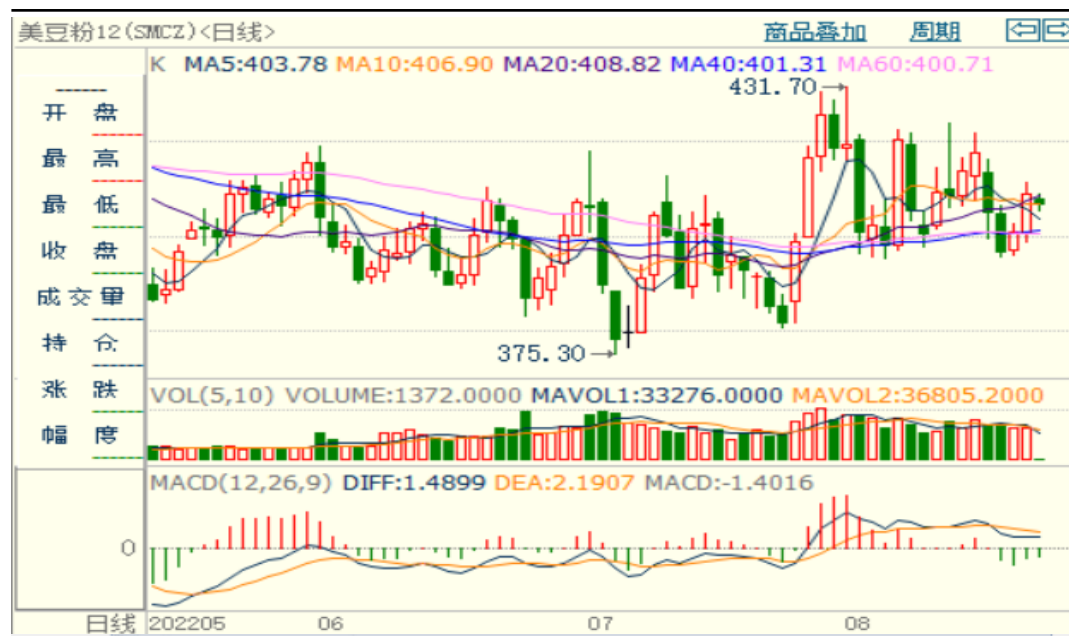 美豆粉12(SMCZ)<日线> 商品叠加 周期
K MA5:403.78 MA10:406.90 MA20:408.82 MA40:401.31 MA60:400.71
431.70
开 盘
最 高
最 低
收 盘
成交量
持 仓
涨 跌
幅 度
375.30
VOL(5,10) VOLUME:1372.0000 MAVOL1:33276.0000 MAVOL2:36805.2000
MACD(12,26,9) DIFF:1.4899 DEA:2.1907 MACD:-1.4016
0
日线 202205 06 07 08